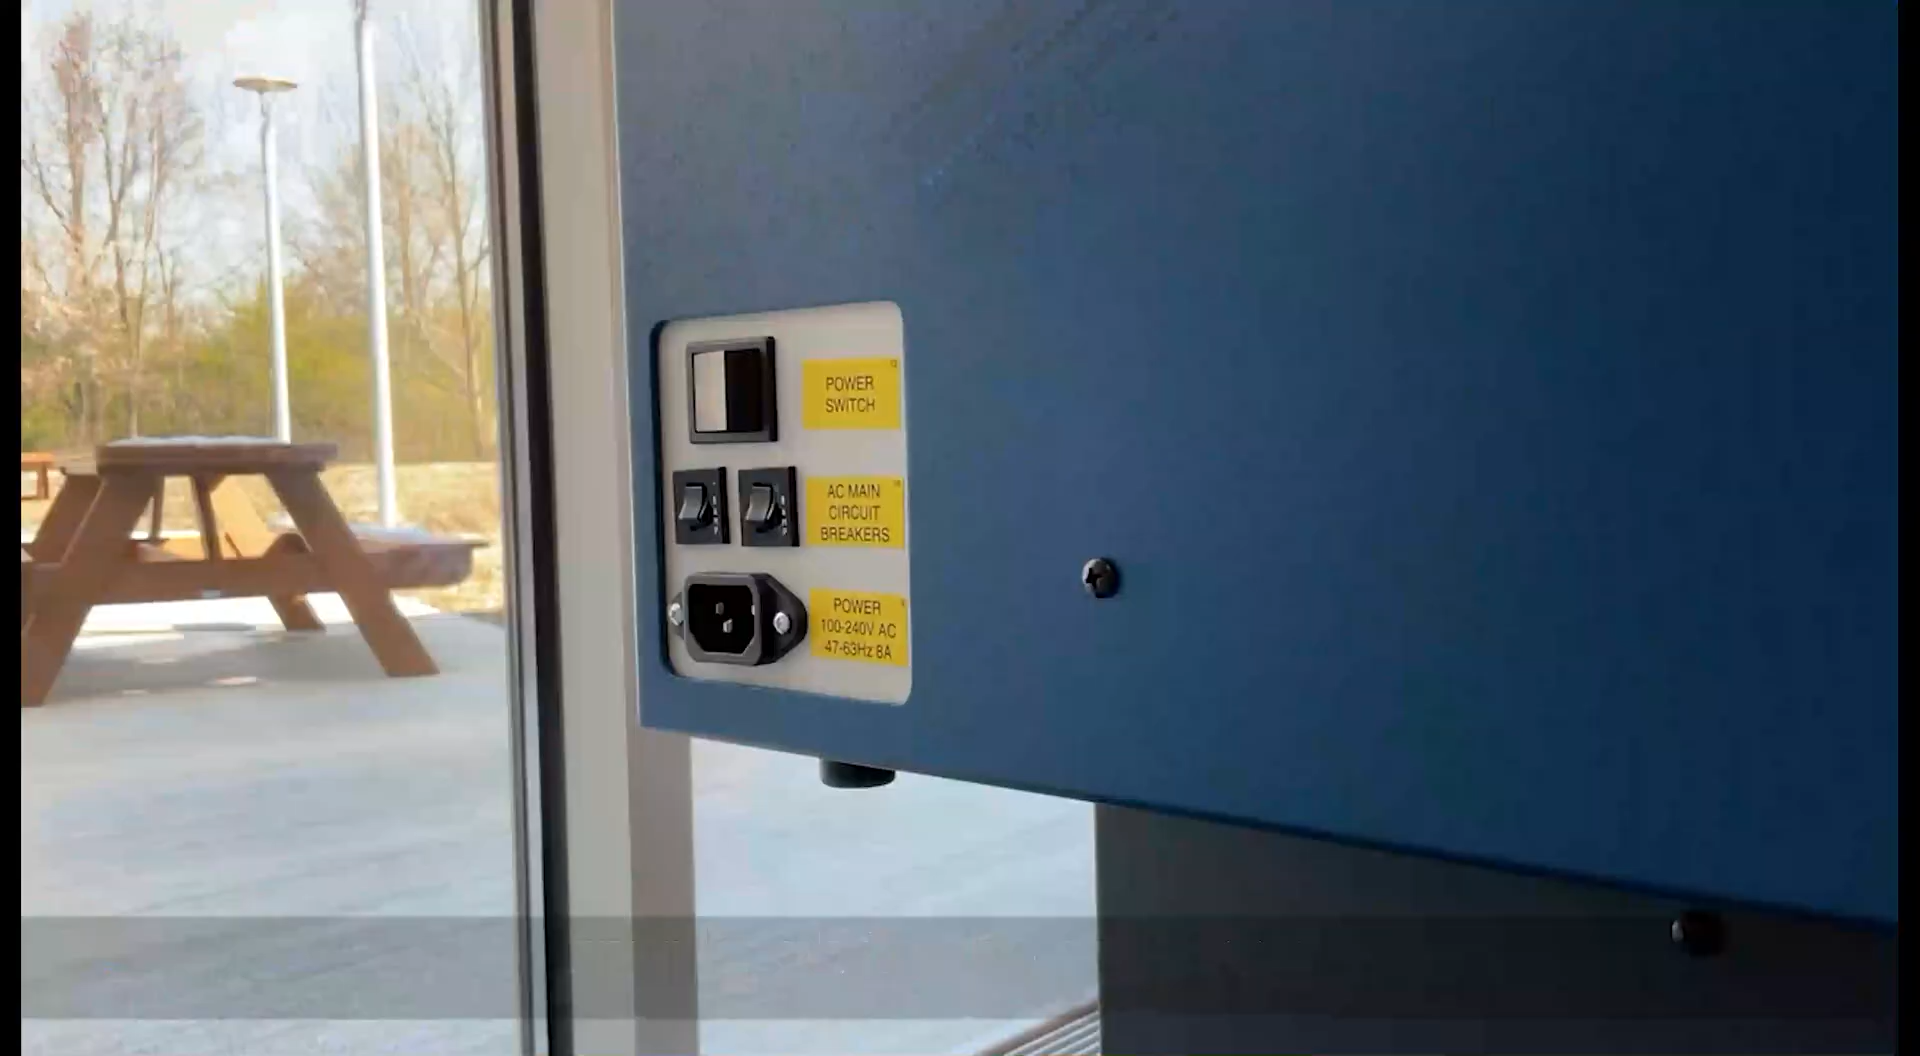 POWER
SWITCH
AC MAIN
CIRCUIT
BREAKERS
POWER
100-240V AC
47-63Hz 8A